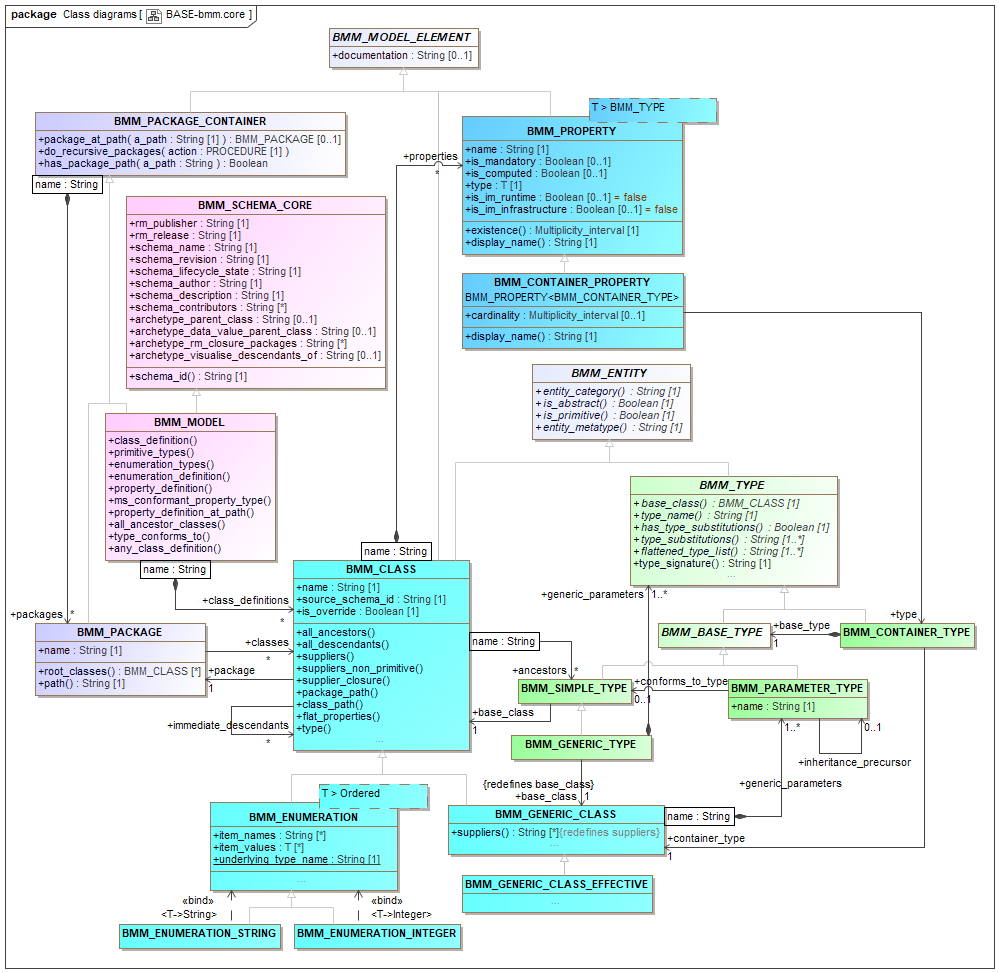 package Class diagrams [ BASE-bmm.core ]
BMM_MODEL_ELEMENT
+documentation : String [0..1]
BMM_PACKAGE_CONTAINER
+package_at_path( a_path : String [1] ) : BMM_PACKAGE [0..1]
+do_recursive_packages( action : PROCEDURE [1] )
+has_package_path( a_path : String ) : Boolean
name : String
T > BMM_TYPE
BMM_PROPERTY
+name : String [1]
+is_mandatory : Boolean [0..1]
+is_computed : Boolean [0..1]
+type : T [1]
+is_im_runtime : Boolean [0..1] = false
+is_im_infrastructure : Boolean [0..1] = false
+existence() : Multiplicity_interval [1]
+display_name() : String [1]
+properties
*
BMM_SCHEMA_CORE
+rm_publisher : String [1]
+rm_release : String [1]
+schema_name : String [1]
+schema_revision : String [1]
+schema_lifecycle_state : String [1]
+schema_author : String [1]
+schema_description : String [1]
+schema_contributors : String [*]
+archetype_parent_class : String [0..1]
+archetype_data_value_parent_class : String [0..1]
+archetype_rm_closure_packages : String [*]
+archetype_visualise_descendants_of : String [0..1]
+schema_id() : String [1]
BMM_CONTAINER_PROPERTY
BMM_PROPERTY<BMM_CONTAINER_TYPE>
+cardinality : Multiplicity_interval [0..1]
+display_name() : String [1]
BMM_ENTITY
+entity_category() : String [1]
+is_abstract() : Boolean [1]
+is_primitive() : Boolean [1]
+entity_metatype() : String [1]
BMM_MODEL
+class_definition()
+primitive_types()
+enumeration_types()
+enumeration_definition()
+property_definition()
+ms_conformant_property_type()
+property_definition_at_path()
+all_ancestor_classes()
+type_conforms_to()
+any_class_definition()
name : String
BMM_TYPE
+base_class() : BMM_CLASS [1]
+type_name() : String [1]
+has_type_substitutions() : Boolean [1]
+type_substitutions() : String [1..*]
+flattened_type_list() : String [1..*]
+type_signature() : String [1]
...
name : String
BMM_CLASS
+name : String [1]
+source_schema_id : String [1]
+is_override : Boolean [1]
+all_ancestors()
+all_descendants()
+suppliers()
+suppliers_non_primitive()
+supplier_closure()
+package_path()
+class_path()
+flat_properties()
+type()
...
+class_definitions
*
+packages *
BMM_PACKAGE
+name : String [1]
+root_classes() : BMM_CLASS [*]
+path() : String [1]
+classes
*
+package
1
+immediate_descendants
*
+generic_parameters 1..*
+type
BMM_BASE_TYPE
+base_type
1
BMM_CONTAINER_TYPE
name : String
+ancestors *
BMM_SIMPLE_TYPE
+conforms_to_type
0..1
BMM_PARAMETER_TYPE
+name : String [1]
+base_class
1
BMM_GENERIC_TYPE
1..*
0..1
+inheritance_precursor
+generic_parameters
{redefines base_class}
+base_class 1
T > Ordered
BMM_ENUMERATION
+item_names : String [*]
+item_values : T [*]
+underlying_type_name : String [1]
...
BMM_GENERIC_CLASS
+suppliers() : String [*]{redefines suppliers}
...
name : String
+container_type
1
BMM_GENERIC_CLASS_EFFECTIVE
...
«bind»
<T->String>
«bind»
<T->Integer>
BMM_ENUMERATION_STRING
BMM_ENUMERATION_INTEGER